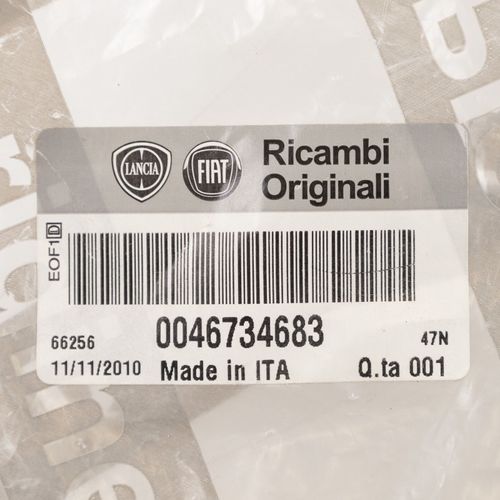 LANCIA
FIAT
Ricambi
Originali
EOF1D
66256
0046734683
47N
11/11/2010
Made in ITA
Q.ta 001